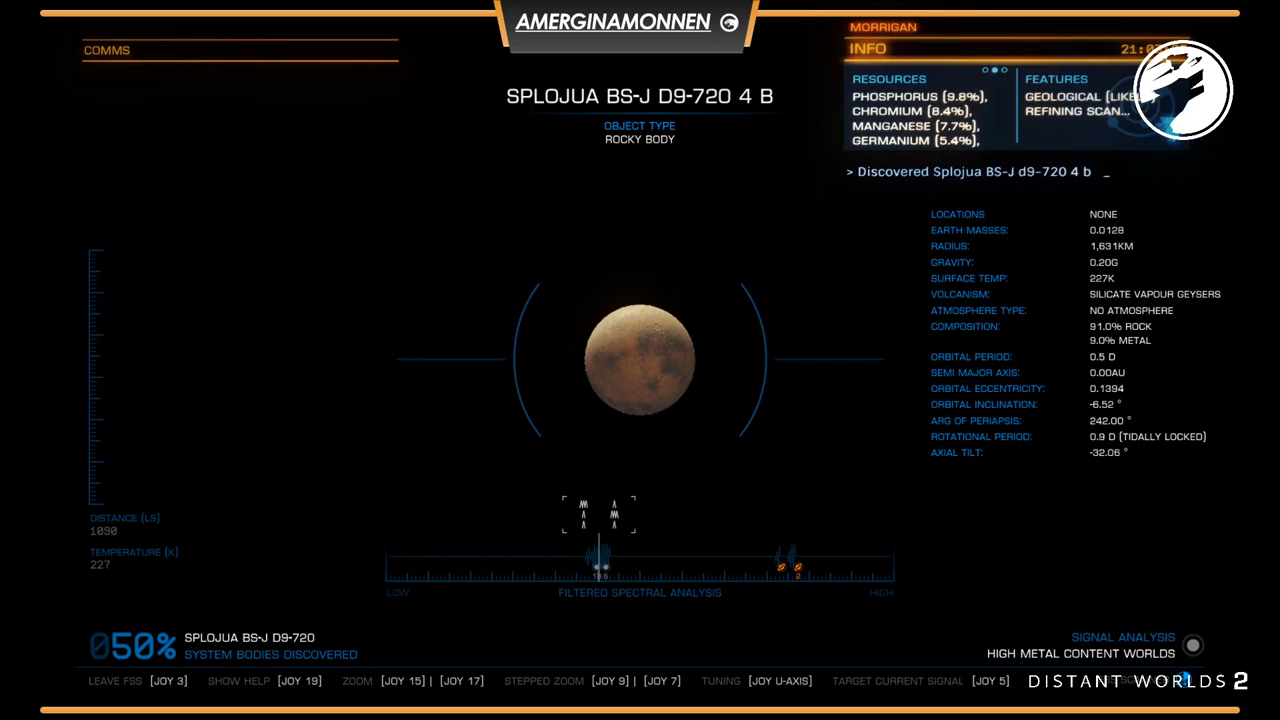 AMERGINAMONNEN
COMMS
MORRIGAN
INFO
SPLOJUA BS-J D9-720 4 B
OBJECT TYPE
ROCKY BODY
RESOURCES
PHOSPHORUS (9.8%),
CHROMIUM (8.4%),
MANGANESE (7.7%),
GERMANIUM (5.4%),
FEATURES
GEOLOGICAL
REFINING SCAN...
> Discovered Splojua BS-J d9-720 4 b _
LOCATIONS NONE
EARTH MASSES: 0.0128
RADIUS: 1,631KM
GRAVITY: 0.20G
SURFACE TEMP: 227K
VOLCANISM: SILICATE VAPOUR GEYSERS
ATMOSPHERE TYPE: NO ATMOSPHERE
COMPOSITION: 91.0% ROCK
9.0% METAL
ORBITAL PERIOD: 0.5 D
SEMI MAJOR AXIS: 0.00AU
ORBITAL ECCENTRICITY: 0.1394
ORBITAL INCLINATION: -6.52 °
ARG OF PERIAPSIS: 242.00 °
ROTATIONAL PERIOD: 0.9 D (TIDALLY LOCKED)
AXIAL TILT: -32.06 °
DISTANCE (LS)
1090
TEMPERATURE (K)
227
2
LOW FILTERED SPECTRAL ANALYSIS HIGH
050% SPLOJUA BS-J D9-720
SYSTEM BODIES DISCOVERED
SIGNAL ANALYSIS
HIGH METAL CONTENT WORLDS
LEAVE FSS [JOY 3] SHOW HELP [JOY 19] ZOOM [JOY 15] | [JOY 17] STEPPED ZOOM [JOY 9] | [JOY 7] TUNING [JOY U-AXIS] TARGET CURRENT SIGNAL [JOY 5]
DISTANT WORLDS 2